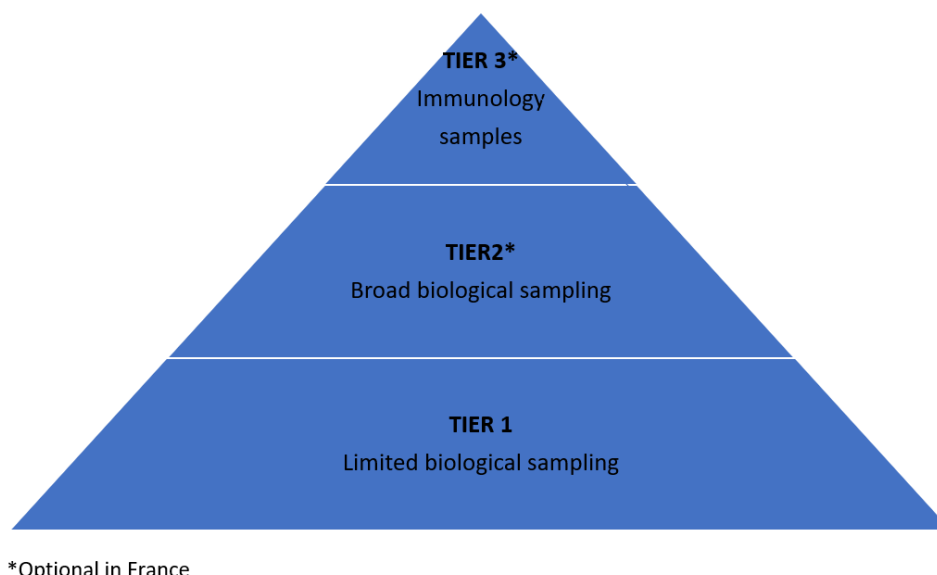 TIER 3*
Immunology
samples
TIER2*
Broad biological sampling
TIER 1
Limited biological sampling
*Optional in France